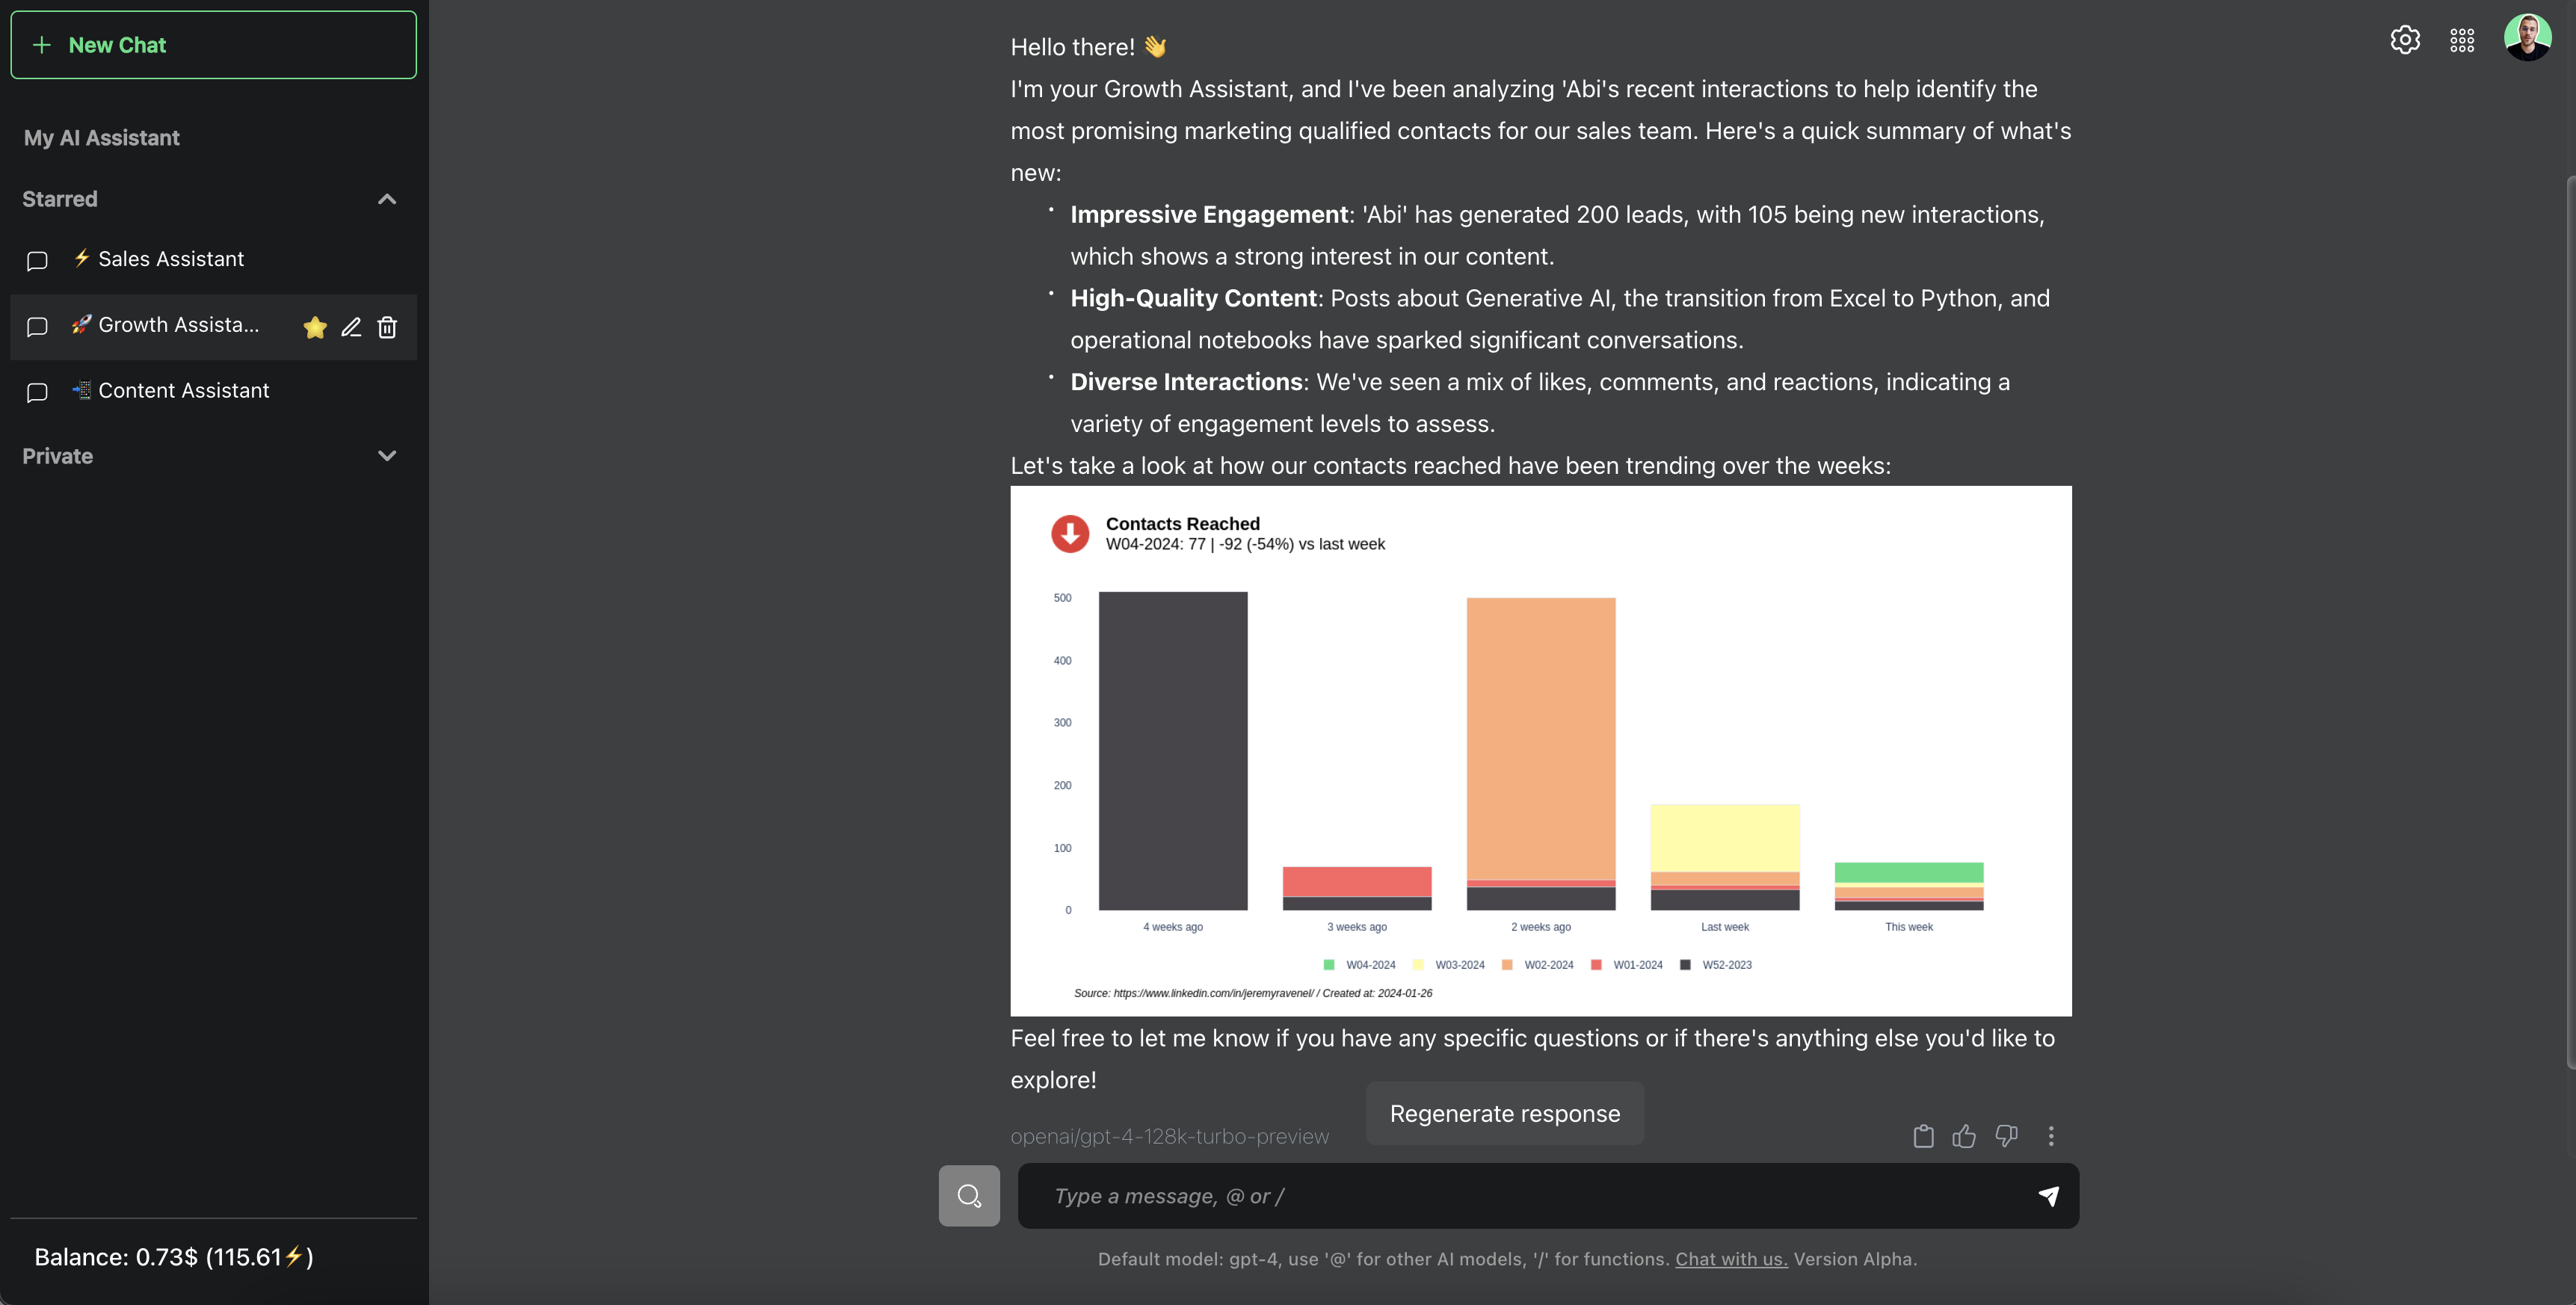 New Chat
My AI Assistant
Starred
⚡ Sales Assistant
🚀 Growth Assista...
📲 Content Assistant
Private
Balance: 0.73$ (115.61⚡)
Hello there! 👋
I'm your Growth Assistant, and I've been analyzing 'Abi's recent interactions to help identify the
most promising marketing qualified contacts for our sales team. Here's a quick summary of what's
new:
• Impressive Engagement: 'Abi' has generated 200 leads, with 105 being new interactions,
which shows a strong interest in our content.
• High-Quality Content: Posts about Generative AI, the transition from Excel to Python, and
operational notebooks have sparked significant conversations.
• Diverse Interactions: We've seen a mix of likes, comments, and reactions, indicating a
variety of engagement levels to assess.
Let's take a look at how our contacts reached have been trending over the weeks:
Contacts Reached
W04-2024: 77 | -92 (-54%) vs last week
500
400
300
200
100
0
4 weeks ago 3 weeks ago 2 weeks ago Last week This week
W04-2024 W03-2024 W02-2024 W01-2024 W52-2023
Source: https://www.linkedin.com/in/jeremyravenel/ / Created at: 2024-01-26
Feel free to let me know if you have any specific questions or if there's anything else you'd like to
explore!
Regenerate response
openai/gpt-4-128k-turbo-preview
Type a message, @ or /
Default model: gpt-4, use '@' for other AI models, '/' for functions. Chat with us. Version Alpha.